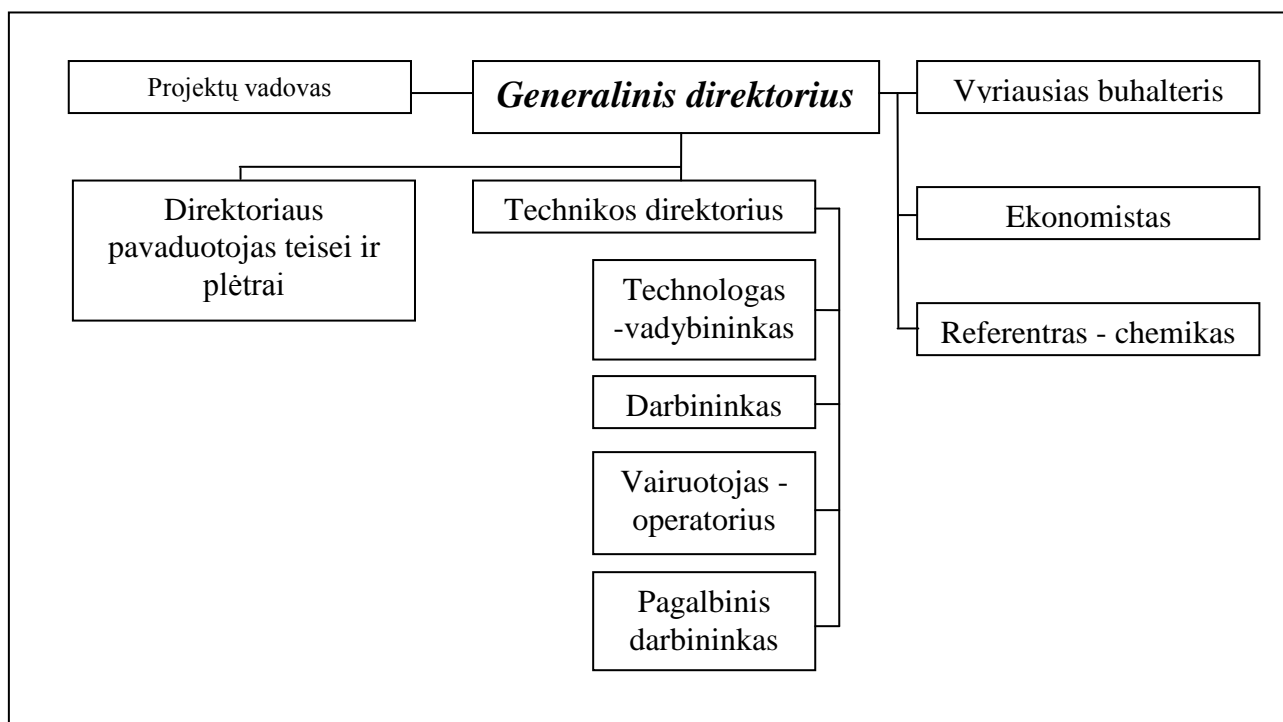 Projektų vadovas
Generalinis direktorius
Vyriausias buhalteris
Direktoriaus
pavaduotojas teisei ir
plėtrai
Technikos direktorius
Ekonomistas
Technologas
-vadybininkas
Referentras - chemikas
Darbininkas
Vairuotojas -
operatorius
Pagalbinis
darbininkas